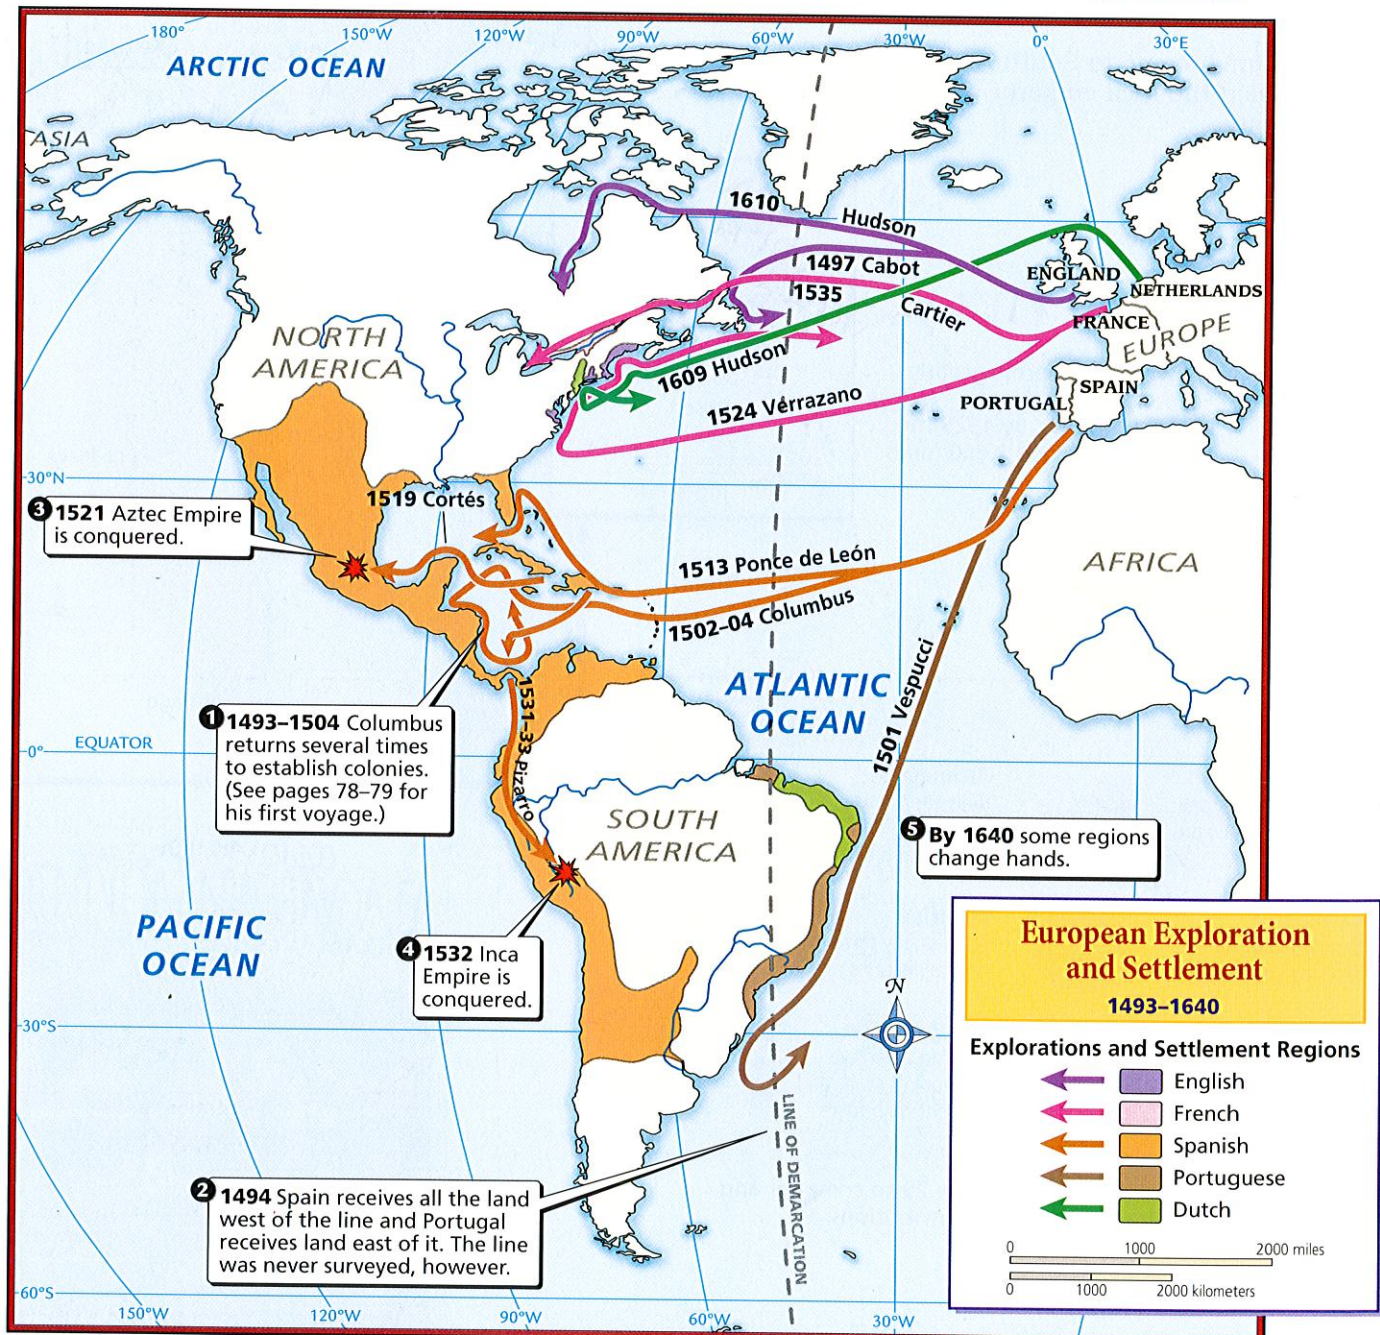 180°
150°W
120°W
90°W
60°W
30°W
0°
30°E
ARCTIC OCEAN
ASIA
1610
Hudson
1497 Cabot
1535
Cartier
ENGLAND
NETHERLANDS
FRANCE
EUROPE
NORTH
AMERICA
1609 Hudson
1524 Verrazano
SPAIN
PORTUGAL
30°N
1519 Cortés
3 1521 Aztec Empire
is conquered.
1513 Ponce de León
1502–04 Columbus
AFRICA
1501 Vespucci
ATLANTIC
OCEAN
1531–33 Pizarro
1 1493–1504 Columbus
returns several times
to establish colonies.
(See pages 78–79 for
his first voyage.)
0°
EQUATOR
SOUTH
AMERICA
5 By 1640 some regions
change hands.
PACIFIC
OCEAN
4 1532 Inca
Empire is
conquered.
N
30°S
LINE OF DEMARCATION
2 1494 Spain receives all the land
west of the line and Portugal
receives land east of it. The line
was never surveyed, however.
60°S
150°W
120°W
90°W
60°W
30°W
European Exploration
and Settlement
1493–1640
Explorations and Settlement Regions
English
French
Spanish
Portuguese
Dutch
0 1000 2000 miles
0 1000 2000 kilometers